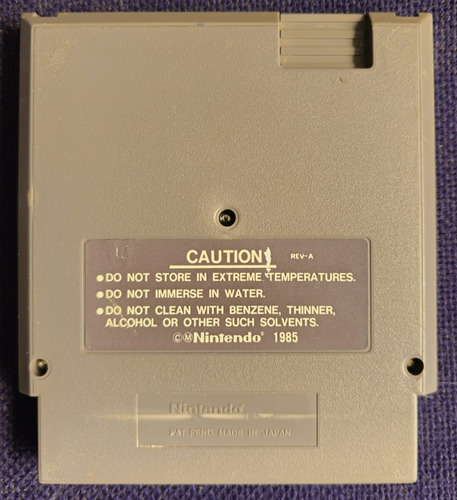 CAUTION! REV-A
•DO NOT STORE IN EXTREME TEMPERATURES.
•DO NOT IMMERSE IN WATER.
•DO NOT CLEAN WITH BENZENE, THINNER,
ALCOHOL OR OTHER SUCH SOLVENTS.
©Ⓜ Nintendo® 1985
Nintendo
PAT. PEND. MADE IN JAPAN